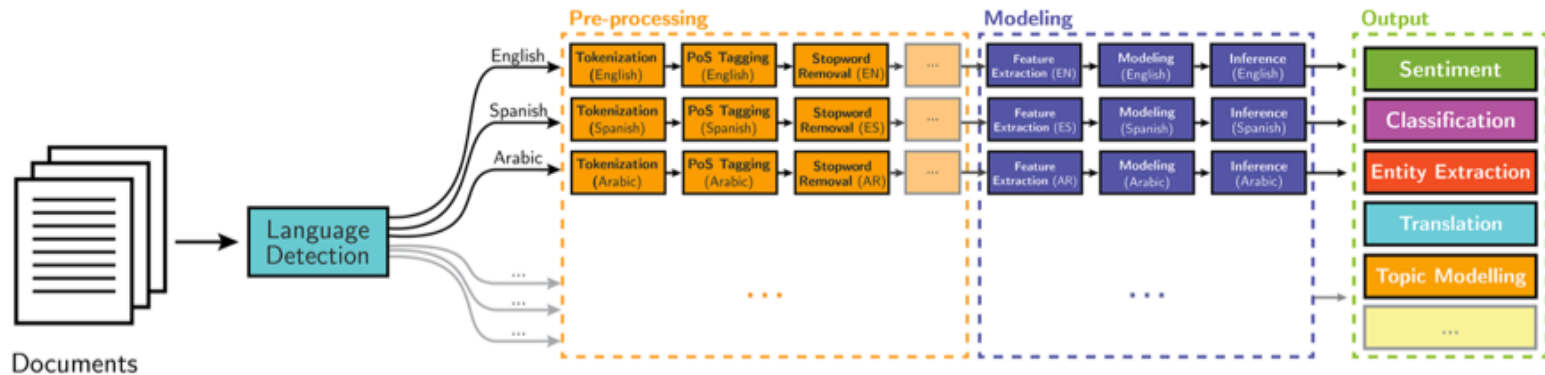 Pre-processing
Modeling
Output
English
Tokenization
(English)
PoS Tagging
(English)
Stopword
Removal (EN)
...
Feature
Extraction (EN)
Modeling
(English)
Inference
(English)
Sentiment
Spanish
Tokenization
(Spanish)
PoS Tagging
(Spanish)
Stopword
Removal (ES)
...
Feature
Extraction (ES)
Modeling
(Spanish)
Inference
(Spanish)
Classification
Arabic
Tokenization
(Arabic)
PoS Tagging
(Arabic)
Stopword
Removal (AR)
...
Feature
Extraction (AR)
Modeling
(Arabic)
Inference
(Arabic)
Entity Extraction
Language
Detection
Translation
...
...
...
...
...
Topic Modelling
...
Documents